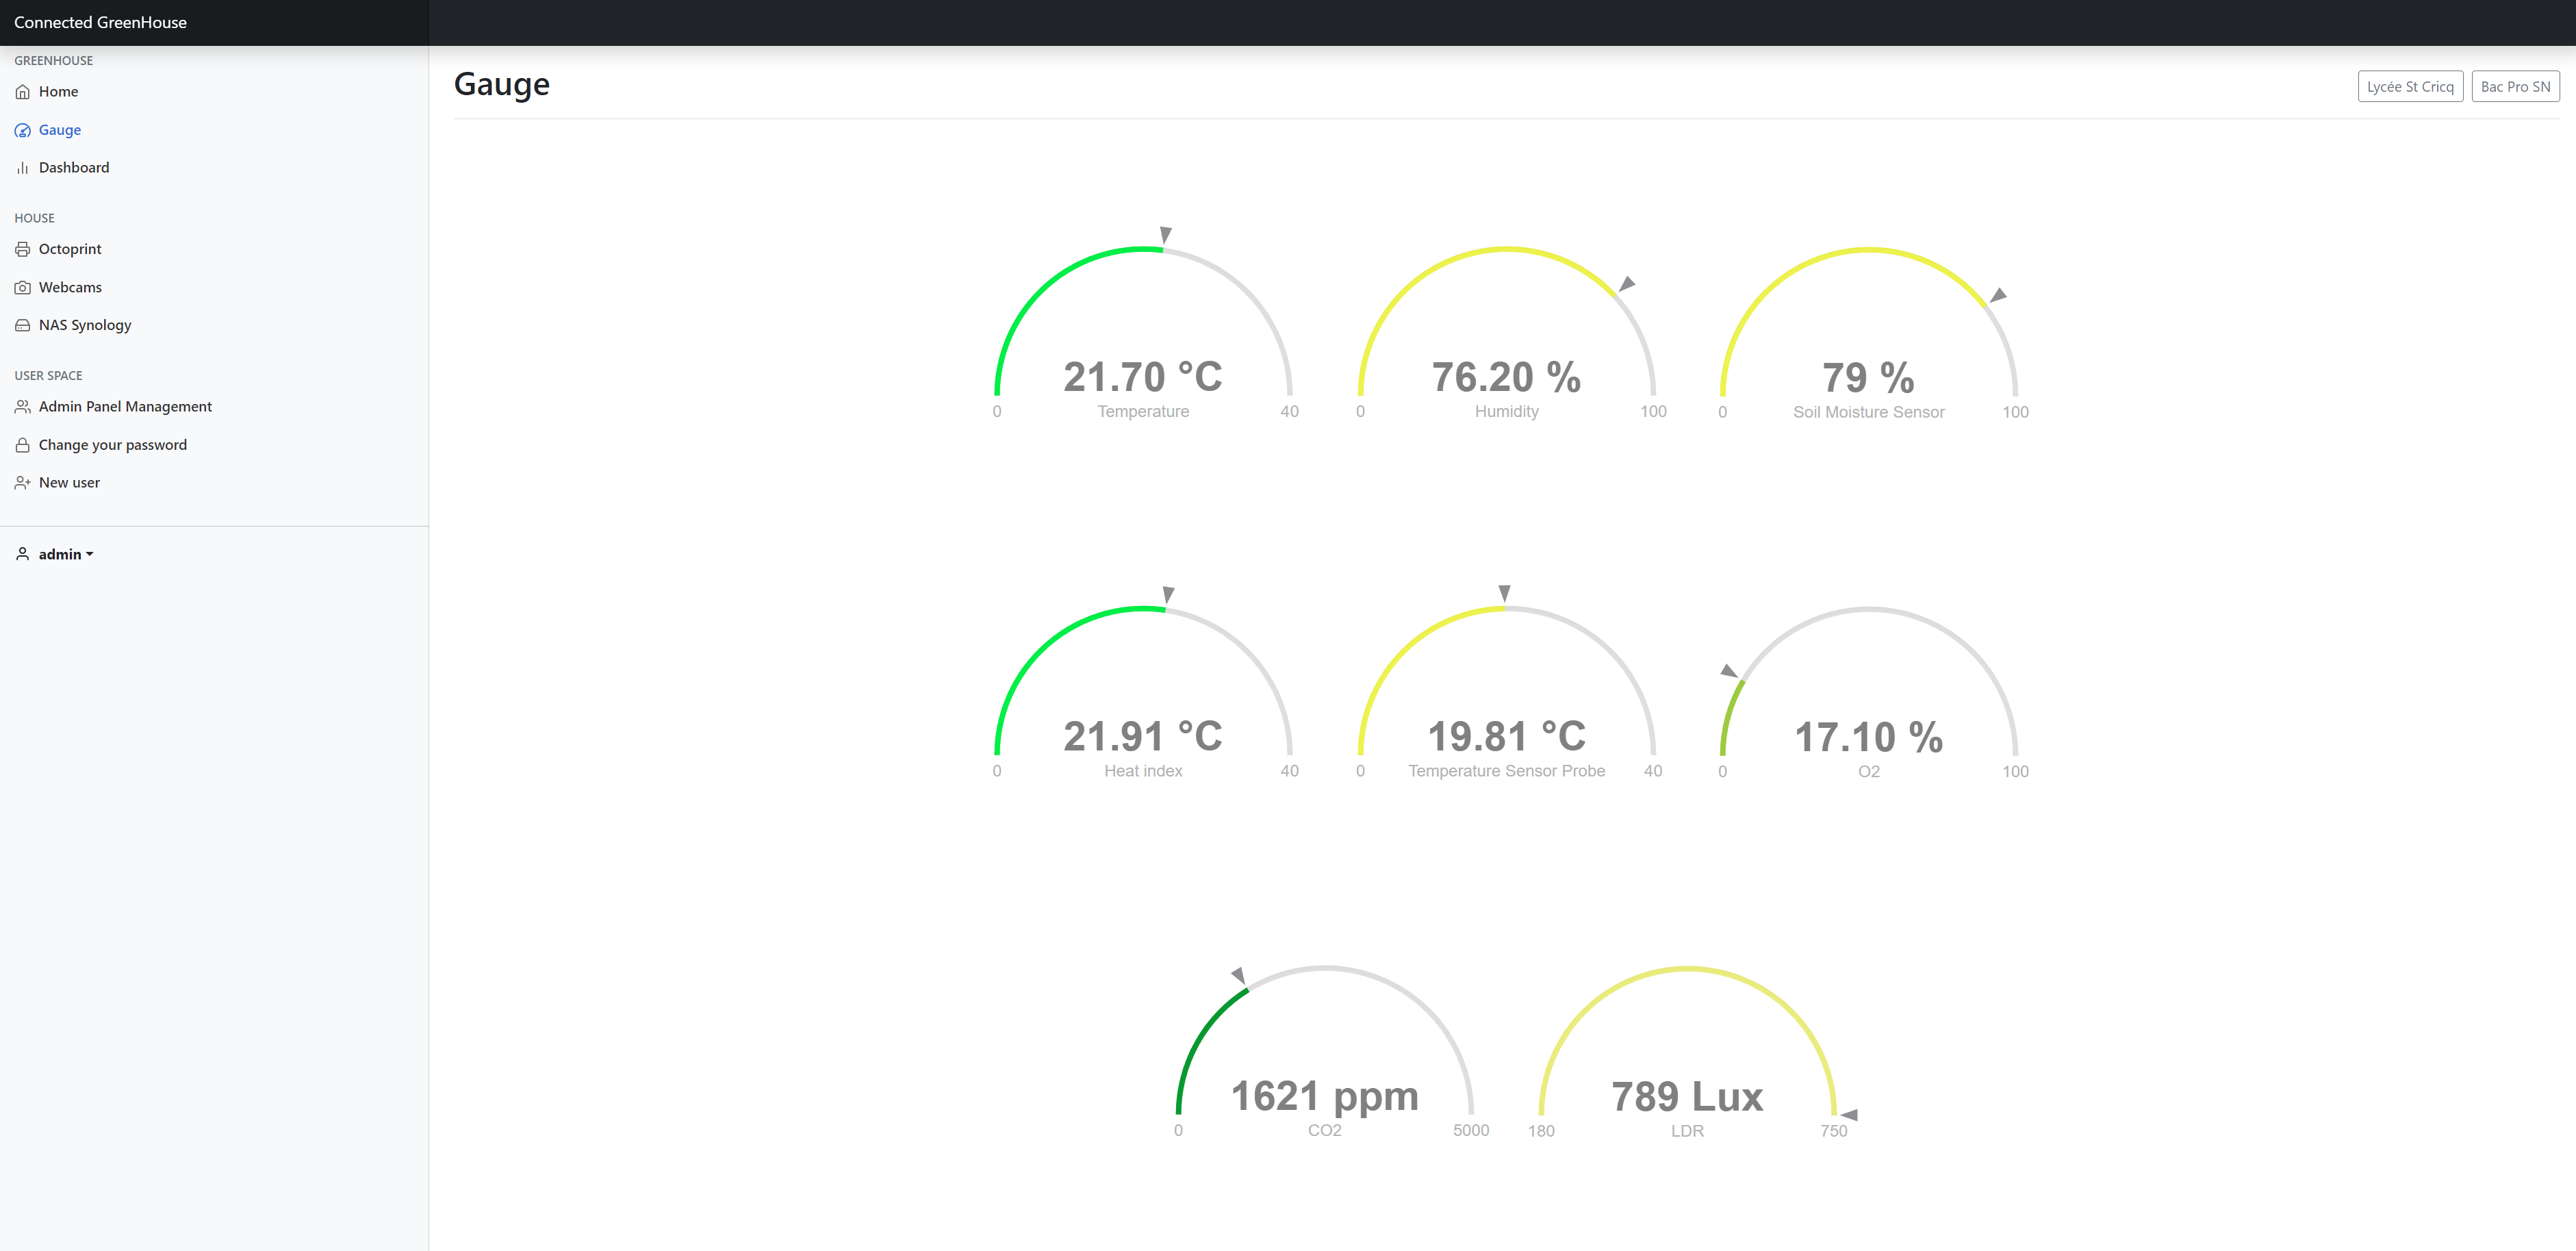 Connected GreenHouse
GREENHOUSE
Home
Gauge
Dashboard
HOUSE
Octoprint
Webcams
NAS Synology
USER SPACE
Admin Panel Management
Change your password
New user
admin
Gauge
Lycée St Cricq
Bac Pro SN
21.70 °C
0 Temperature 40
76.20 %
0 Humidity 100
79 %
0 Soil Moisture Sensor 100
21.91 °C
0 Heat index 40
19.81 °C
0 Temperature Sensor Probe 40
17.10 %
0 O2 100
1621 ppm
0 CO2 5000
789 Lux
180 LDR 750